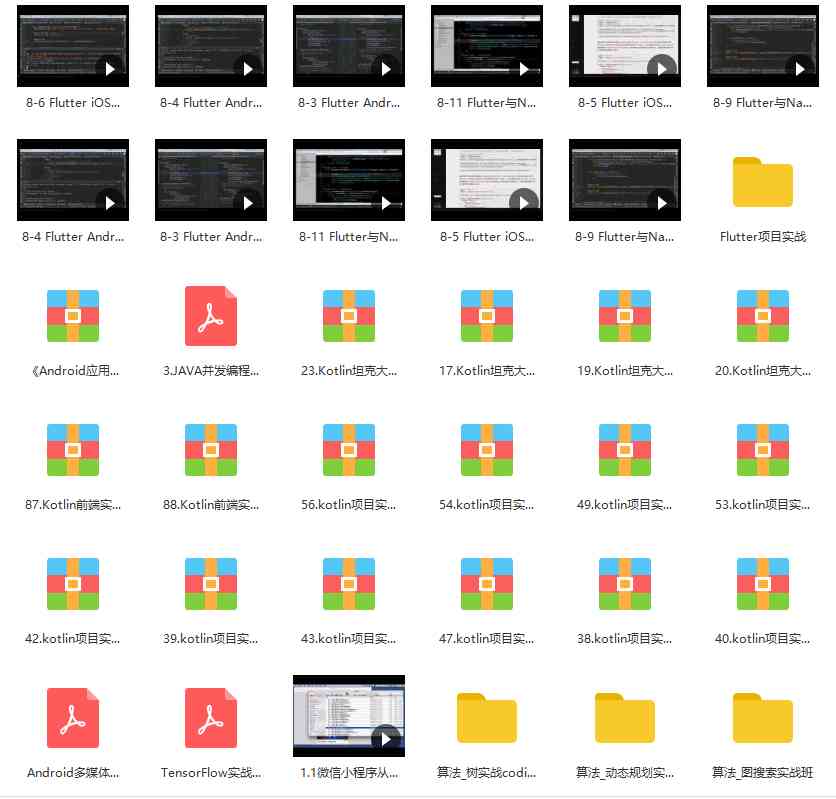 8-6 Flutter iOS...
8-4 Flutter Andr...
8-3 Flutter Andr...
8-11 Flutter与N...
8-5 Flutter iOS...
8-9 Flutter与Na...
8-4 Flutter Andr...
8-3 Flutter Andr...
8-11 Flutter与N...
8-5 Flutter iOS...
8-9 Flutter与Na...
Flutter项目实战
《Android应用...
3.JAVA并发编程...
23.Kotlin坦克大...
17.Kotlin坦克大...
19.Kotlin坦克大...
20.Kotlin坦克大...
87.Kotlin前端实...
88.Kotlin前端实...
56.kotlin项目实...
54.kotlin项目实...
49.kotlin项目实...
53.kotlin项目实...
42.kotlin项目实...
39.kotlin项目实...
43.kotlin项目实...
47.kotlin项目实...
38.kotlin项目实...
40.kotlin项目实...
Android多媒体...
TensorFlow实战...
1.1微信小程序从...
算法_树实战codi...
算法_动态规划实...
算法_图搜索实战班